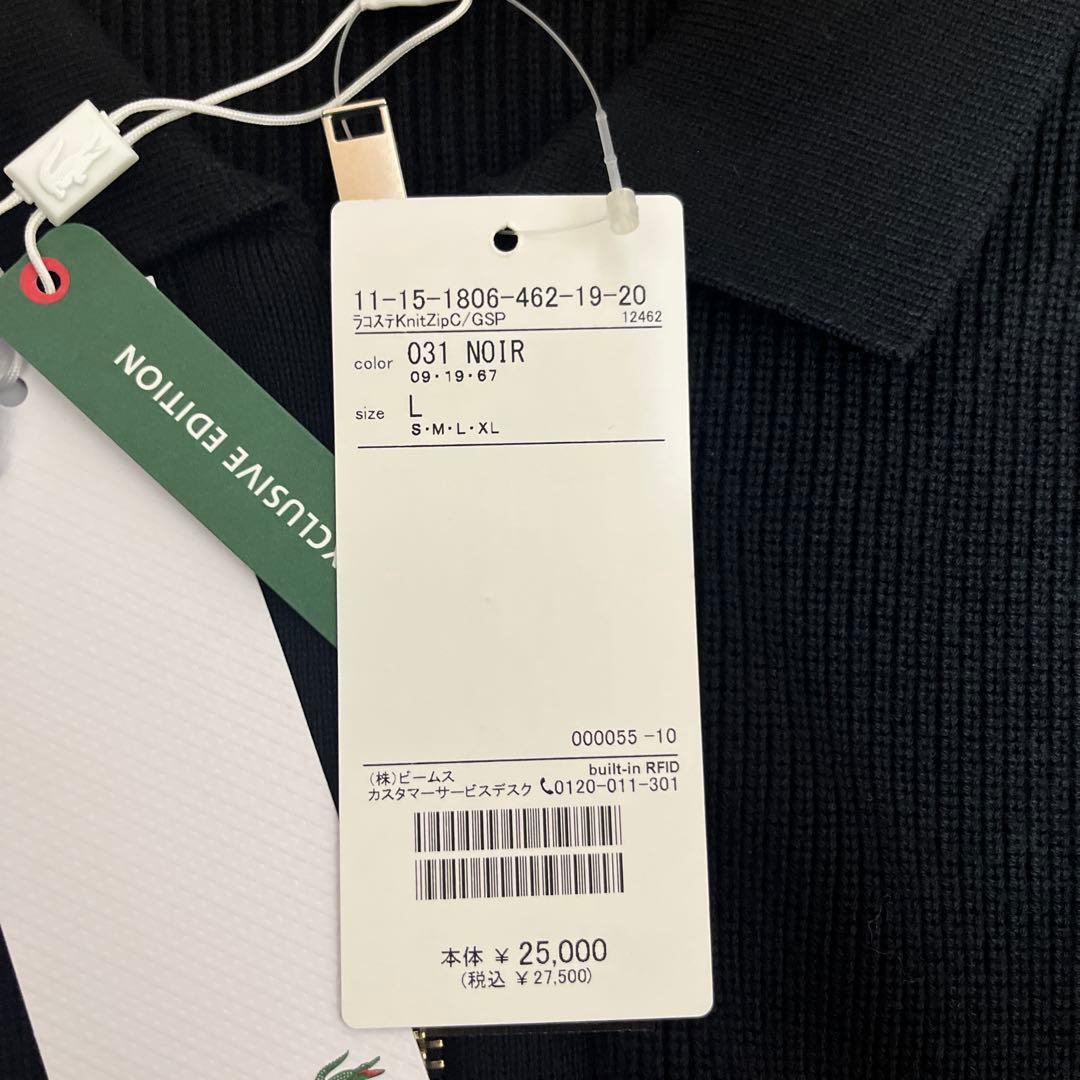 11-15-1806-462-19-20
ラコステKnitZipC/GSP 12462
color 031 NOIR
09・19・67
size L
S・M・L・XL
000055 -10
built-in RFID
(株)ビームス
カスタマーサービスデスク 0120-011-301
本体 ¥ 25,000
(税込 ¥ 27,500)
XCLUSIVE EDITION